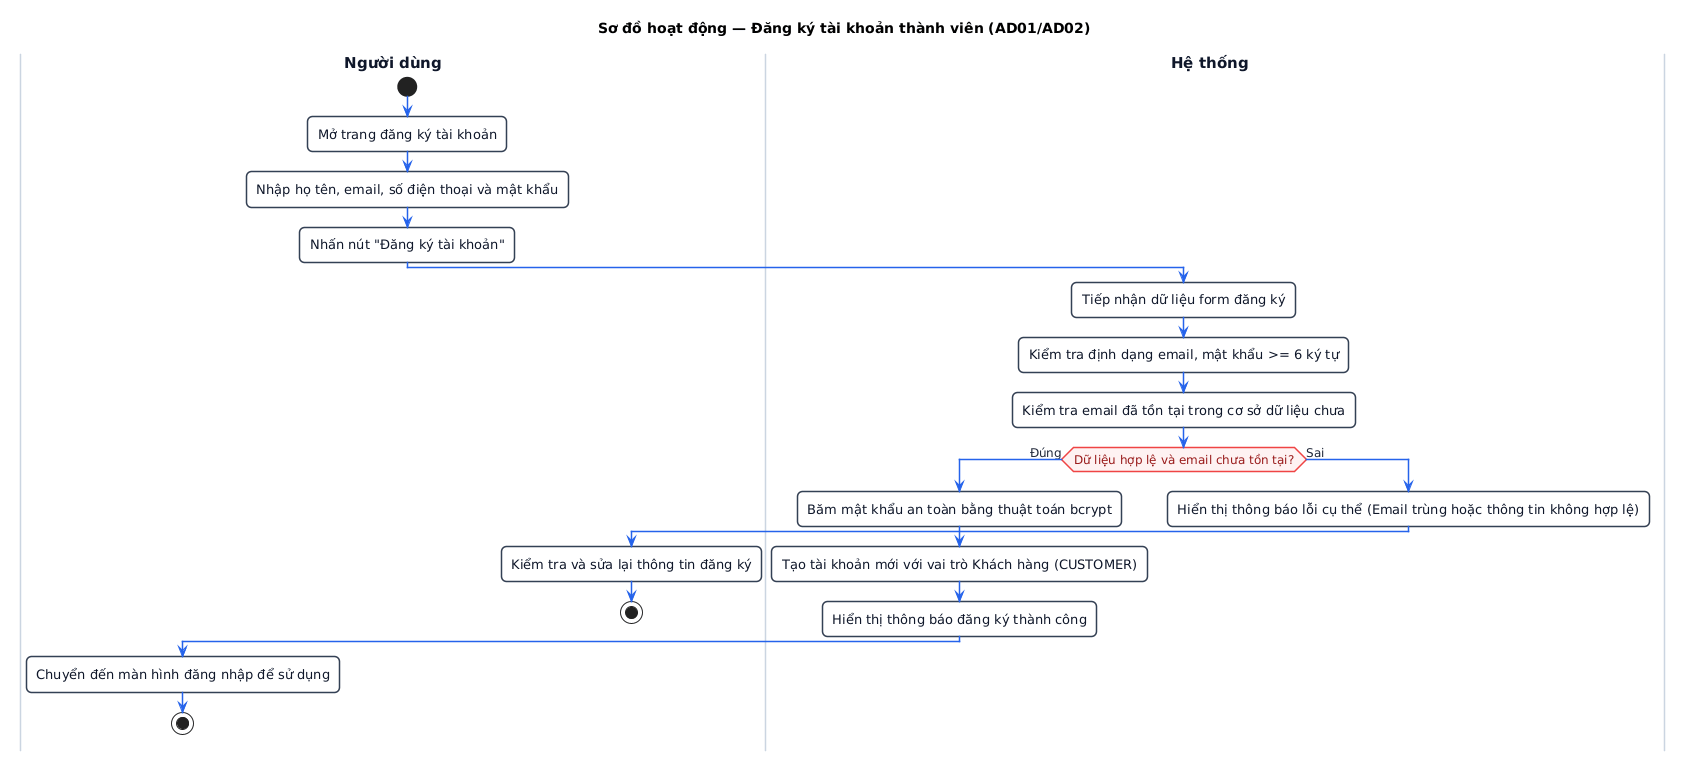 Sơ đồ hoạt động — Đăng ký tài khoản thành viên (AD01/AD02)
Người dùng
Hệ thống
Mở trang đăng ký tài khoản
Nhập họ tên, email, số điện thoại và mật khẩu
Nhấn nút "Đăng ký tài khoản"
Tiếp nhận dữ liệu form đăng ký
Kiểm tra định dạng email, mật khẩu >= 6 ký tự
Kiểm tra email đã tồn tại trong cơ sở dữ liệu chưa
Đúng
Dữ liệu hợp lệ và email chưa tồn tại?
Sai
Băm mật khẩu an toàn bằng thuật toán bcrypt
Hiển thị thông báo lỗi cụ thể (Email trùng hoặc thông tin không hợp lệ)
Kiểm tra và sửa lại thông tin đăng ký
Tạo tài khoản mới với vai trò Khách hàng (CUSTOMER)
Hiển thị thông báo đăng ký thành công
Chuyển đến màn hình đăng nhập để sử dụng